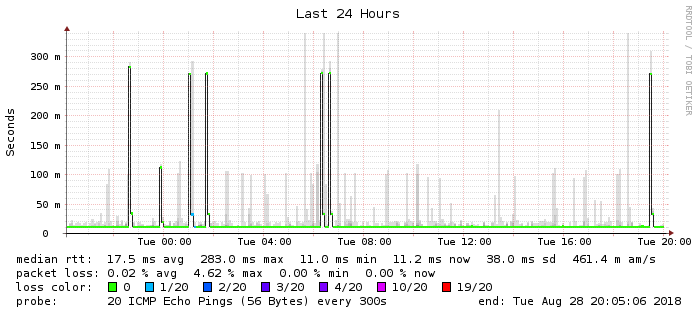 Last 24 Hours
RRDTOOL / TOBI OETIKER
Seconds
300 m
250 m
200 m
150 m
100 m
50 m
0
Tue 00:00 Tue 04:00 Tue 08:00 Tue 12:00 Tue 16:00 Tue 20:00
median rtt: 17.5 ms avg 283.0 ms max 11.0 ms min 11.2 ms now 38.0 ms sd 461.4 m am/s
packet loss: 0.02 % avg 4.62 % max 0.00 % min 0.00 % now
loss color: 0 1/20 2/20 3/20 4/20 10/20 19/20
probe: 20 ICMP Echo Pings (56 Bytes) every 300s end: Tue Aug 28 20:05:06 2018